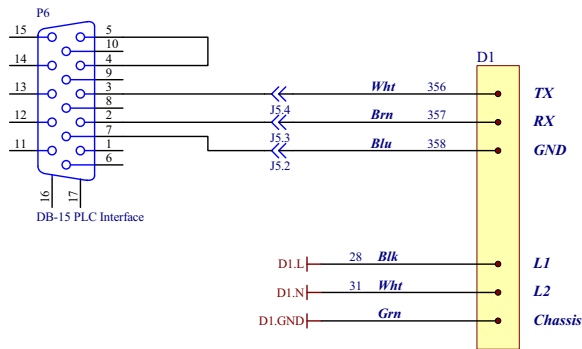 P6
15
5
10
14
4
9
13
3
8
12
2
7
11
1
6
16
17
DB-15 PLC Interface
J5.4
J5.3
J5.2
Wht 356
Brn 357
Blu 358
D1
TX
RX
GND
D1.L 28 Blk L1
D1.N 31 Wht L2
D1.GND Grn Chassis